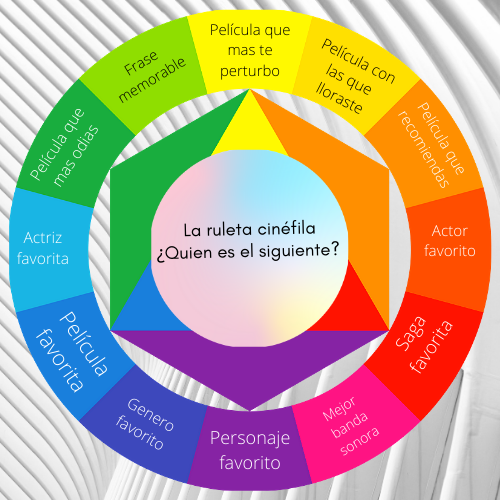 Película que
mas te
perturbo
Película con
las que
lloraste
Película que
recomiendas
Actor
favorito
Saga
favorita
Mejor
banda
sonora
Personaje
favorito
Genero
favorito
Película
favorita
Actriz
favorita
Película que
mas odias
Frase
memorable
La ruleta cinéfila
¿Quien es el siguiente?